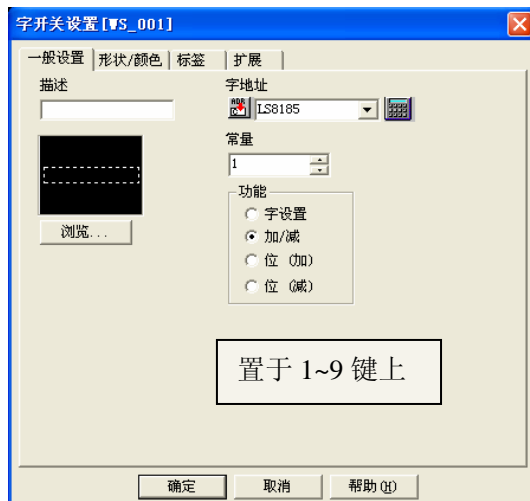 字开关设置[WS_001]
一般设置 形状/颜色 标签 扩展
描述
字地址
LS8185
常量
1
浏览...
功能
字设置
加/减
位 (加)
位 (减)
置于 1~9 键上
确定 取消 帮助(H)